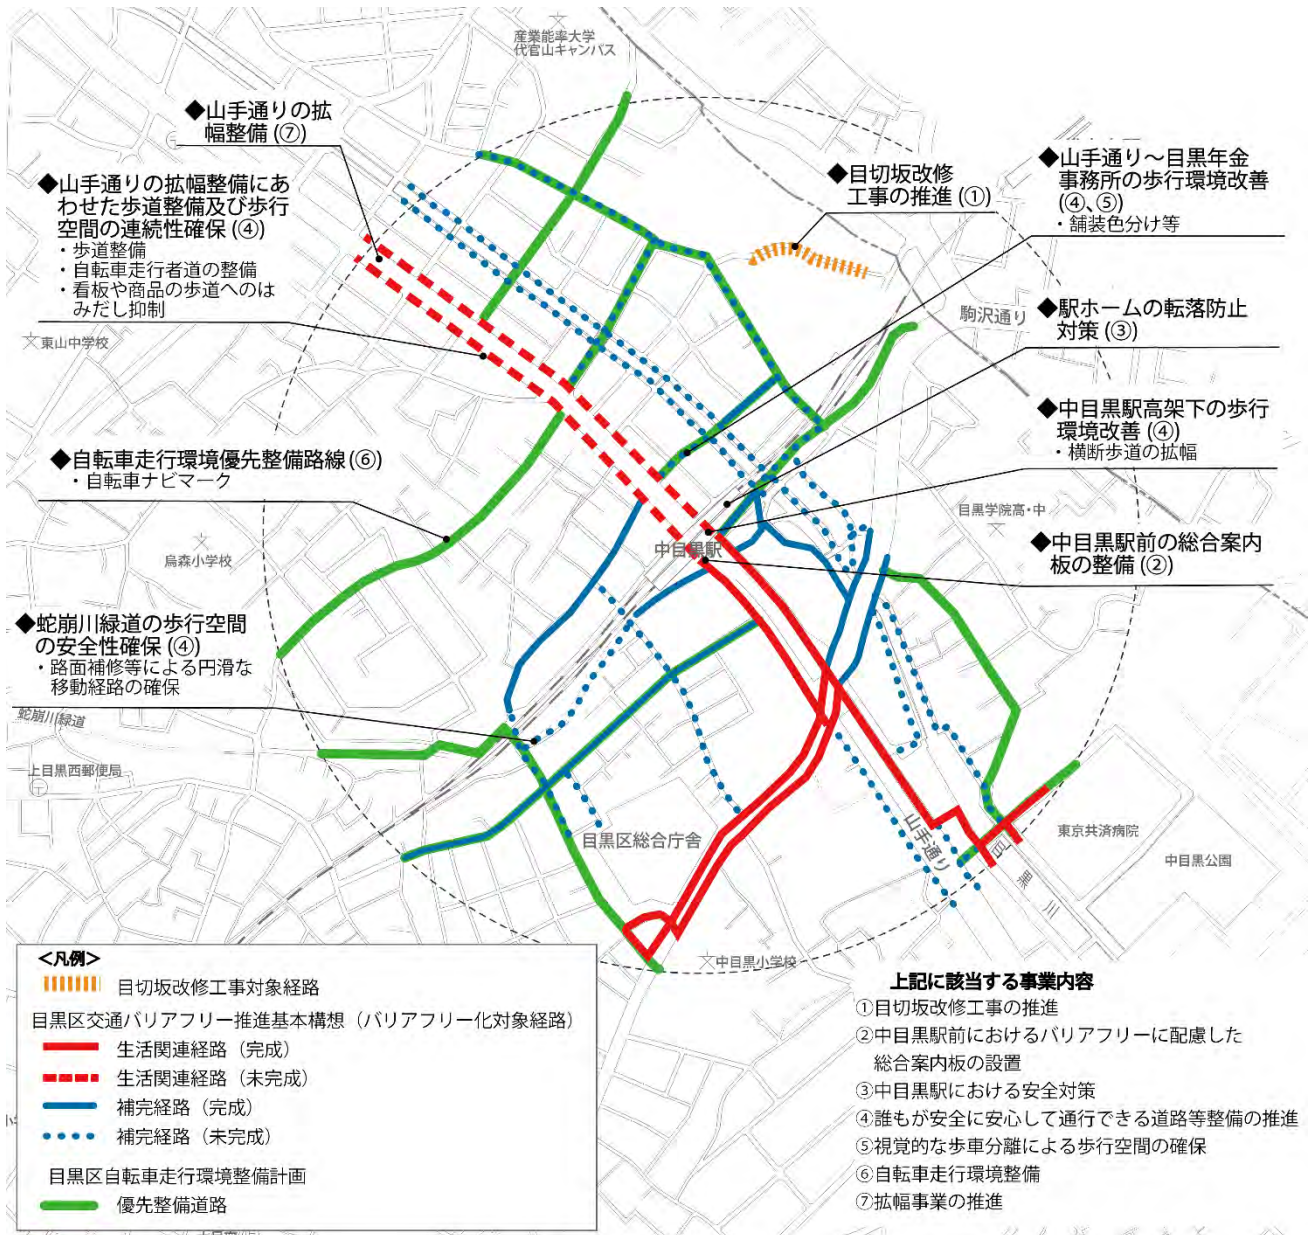 産業能率大学
代官山キャンパス
◆山手通りの拡
幅整備(⑦)
◆山手通りの拡幅整備にあ
わせた歩道整備及び歩行
空間の連続性確保(④)
・歩道整備
・自転車走行者道の整備
・看板や商品の歩道へのは
みだし抑制
◆目切坂改修
工事の推進(①)
◆山手通り～目黒年金
事務所の歩行環境改善
(④、⑤)
・舗装色分け等
駒沢通り
◆駅ホームの転落防止
対策(③)
東山中学校
◆中目黒駅高架下の歩行
環境改善(④)
・横断歩道の拡幅
◆自転車走行環境優先整備路線(⑥)
・自転車ナビマーク
目黒学院高・中
烏森小学校
中目黒駅
◆中目黒駅前の総合案内
板の整備(②)
◆蛇崩川緑道の歩行空間
の安全性確保(④)
・路面補修等による円滑な
移動経路の確保
蛇崩川緑道
上目黒西郵便局
目黒区総合庁舎
山手通り
目黒川
東京共済病院
中目黒公園
中目黒小学校
＜凡例＞
目切坂改修工事対象経路
目黒区交通バリアフリー推進基本構想（バリアフリー化対象経路）
生活関連経路（完成）
生活関連経路（未完成）
補完経路（完成）
補完経路（未完成）
目黒区自転車走行環境整備計画
優先整備道路
上記に該当する事業内容
①目切坂改修工事の推進
②中目黒駅前におけるバリアフリーに配慮した
総合案内板の設置
③中目黒駅における安全対策
④誰もが安全に安心して通行できる道路等整備の推進
⑤視覚的な歩車分離による歩行空間の確保
⑥自転車走行環境整備
⑦拡幅事業の推進